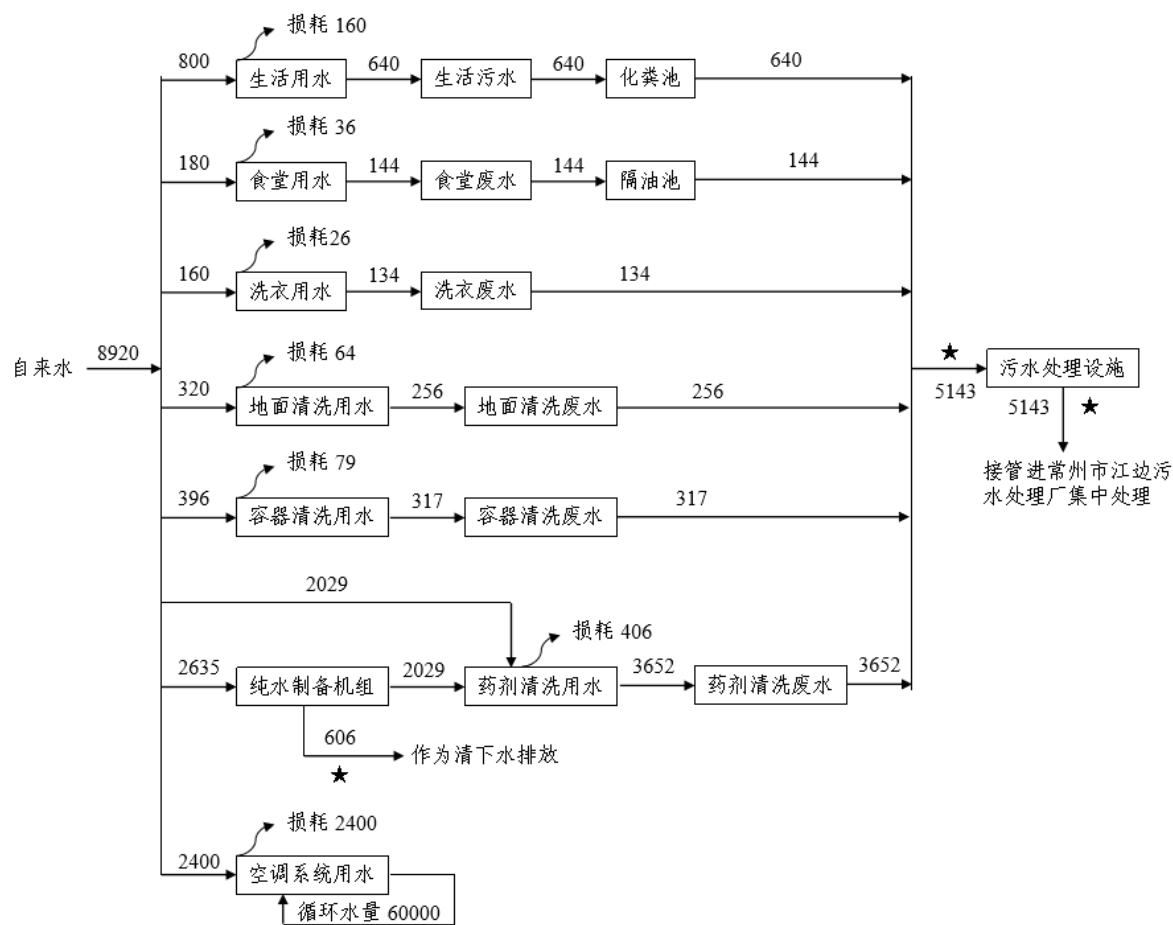 损耗 160
800
生活用水
640
生活污水
640
化粪池
640
损耗 36
180
食堂用水
144
食堂废水
144
隔油池
144
损耗26
160
洗衣用水
134
洗衣废水
134
自来水
8920
损耗 64
320
地面清洗用水
256
地面清洗废水
256
★
5143
污水处理设施
5143
★
接管进常州市江边污
水处理厂集中处理
损耗 79
396
容器清洗用水
317
容器清洗废水
317
2029
损耗 406
2635
纯水制备机组
2029
药剂清洗用水
3652
药剂清洗废水
3652
606
★
作为清下水排放
损耗 2400
2400
空调系统用水
循环水量 60000